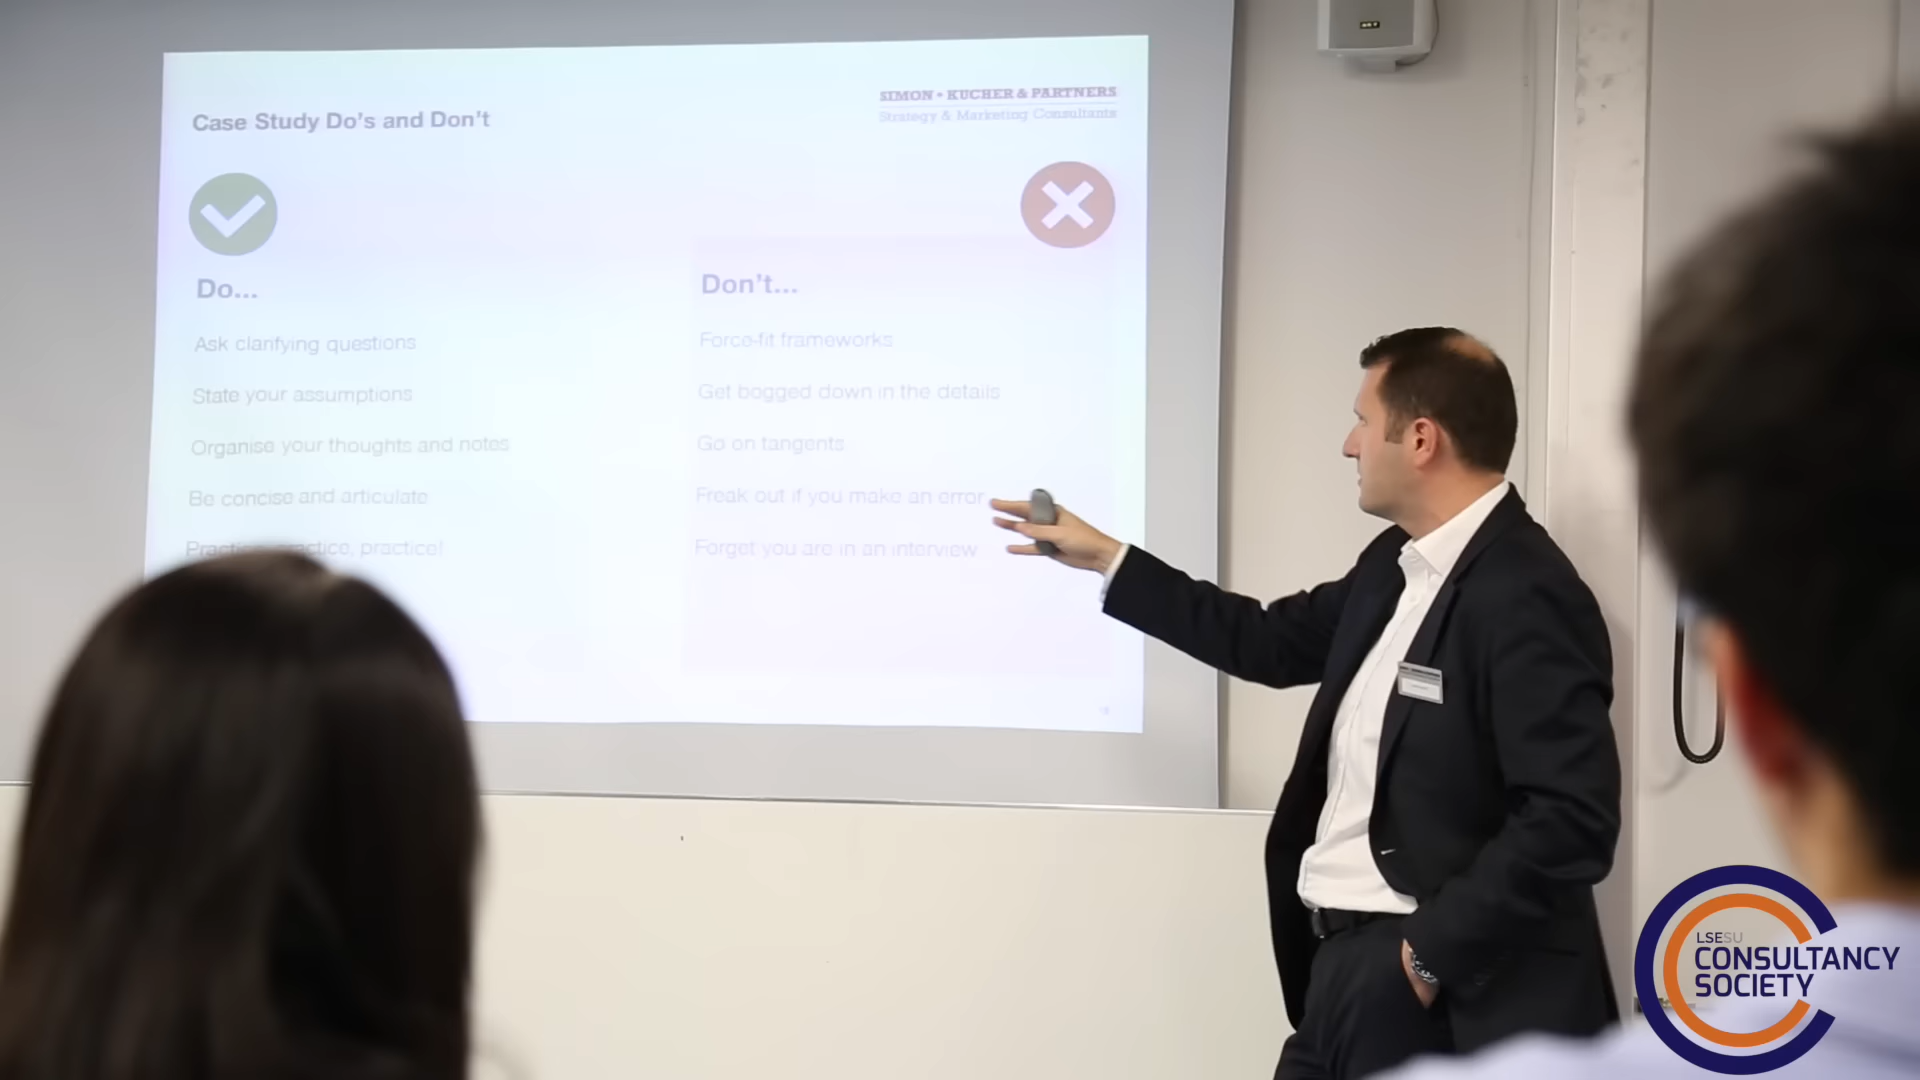 Case Study Do's and Don't
SIMON • KUCHER & PARTNERS
Strategy & Marketing Consultants
Do...
Ask clarifying questions
State your assumptions
Organise your thoughts and notes
Be concise and articulate
Practice, practice, practice!
Don't...
Force-fit frameworks
Get bogged down in the details
Go on tangents
Freak out if you make an error
Forget you are in an interview
LSESU
CONSULTANCY
SOCIETY